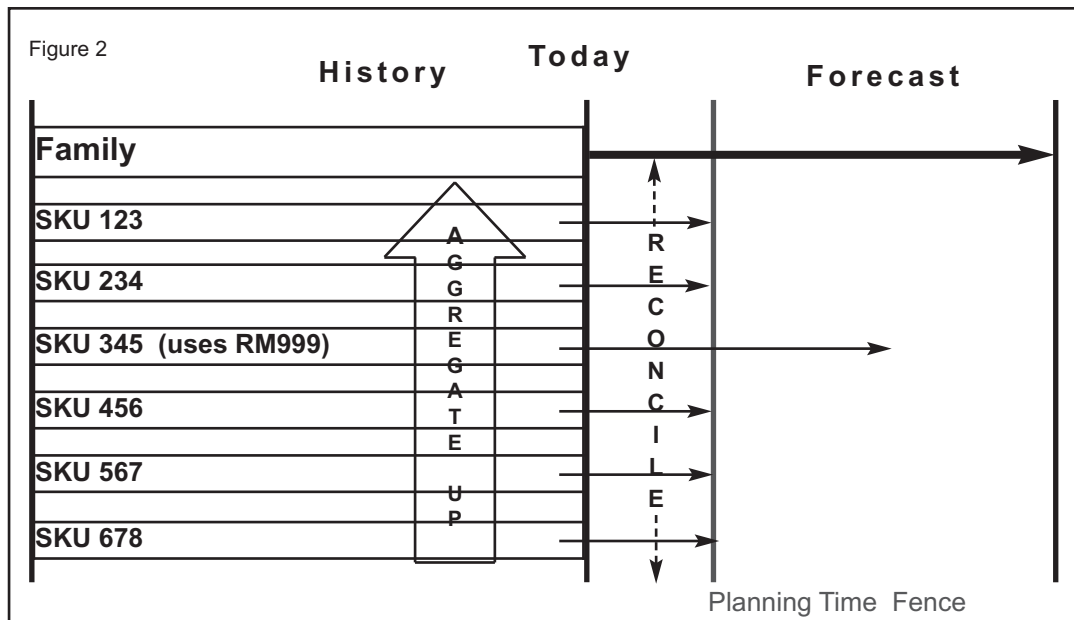 Figure 2
History
Today
Forecast
Family
SKU 123
SKU 234
SKU 345 (uses RM999)
SKU 456
SKU 567
SKU 678
AGGREGATE UP
RECONCILE
Planning Time Fence